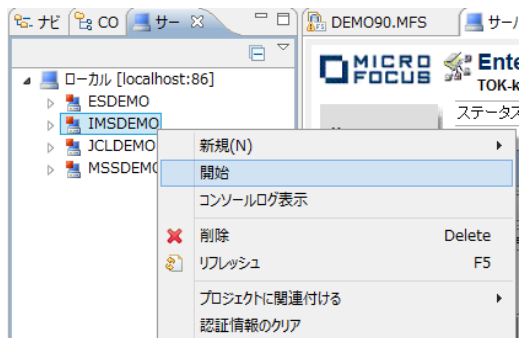 ナビ CO サー DEMO90.MFS サーバ
MICRO FOCUS Ente
TOK-k
ローカル [localhost:86]
ステータス
ESDEMO
IMSDEMO
JCLDEMO
MSSDEMO
新規(N)
開始
コンソールログ表示
削除 Delete
リフレッシュ F5
プロジェクトに関連付ける
認証情報のクリア